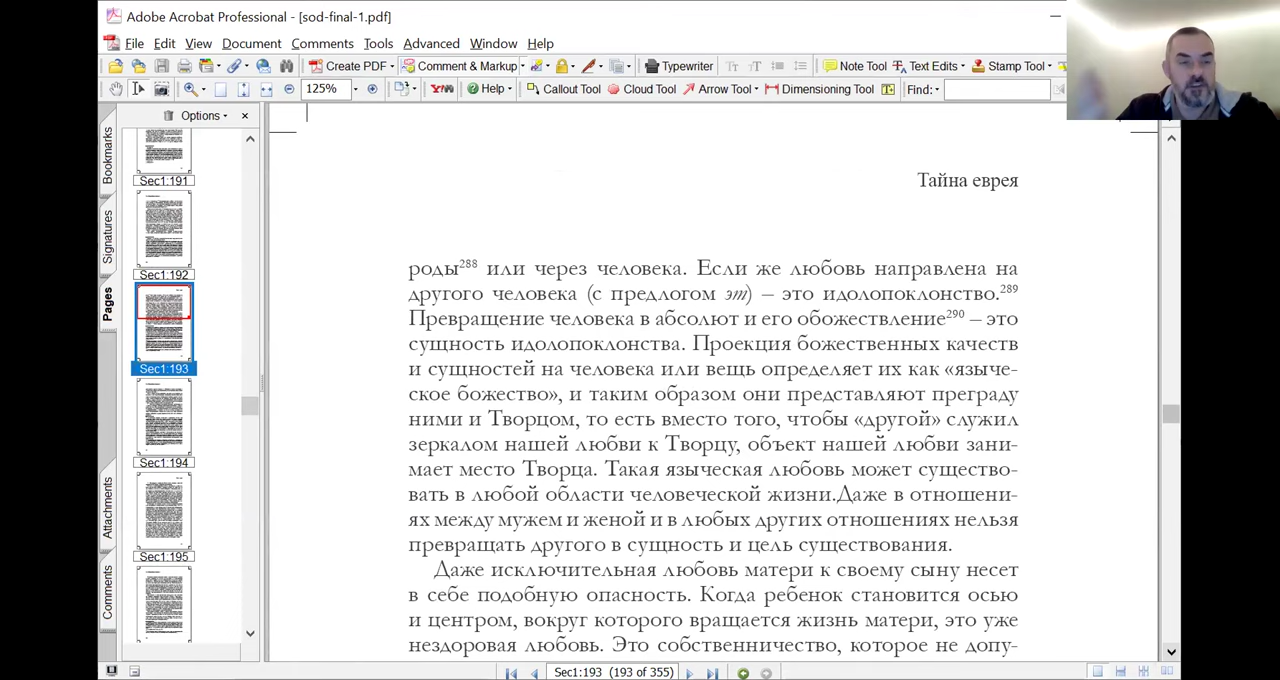 Adobe Acrobat Professional - [sod-final-1.pdf]
File Edit View Document Comments Tools Advanced Window Help
Create PDF Comment & Markup Typewriter Note Tool Text Edits Stamp Tool
125% Help Callout Tool Cloud Tool Arrow Tool Dimensioning Tool Find:
Options
Bookmarks
Signatures
Pages
Attachments
Comments
Sec1:191
Sec1:192
Sec1:193
Sec1:194
Sec1:195
Тайна еврея
роды288 или через человека. Если же любовь направлена на
другого человека (с предлогом эт) – это идолопоклонство.289
Превращение человека в абсолют и его обожествление290 – это
сущность идолопоклонства. Проекция божественных качеств
и сущностей на человека или вещь определяет их как «языче-
ское божество», и таким образом они представляют преграду
ними и Творцом, то есть вместо того, чтобы «другой» служил
зеркалом нашей любви к Творцу, объект нашей любви зани-
мает место Творца. Такая языческая любовь может существо-
вать в любой области человеческой жизни.Даже в отношени-
ях между мужем и женой и в любых других отношениях нельзя
превращать другого в сущность и цель существования.
Даже исключительная любовь матери к своему сыну несет
в себе подобную опасность. Когда ребенок становится осью
и центром, вокруг которого вращается жизнь матери, это уже
нездоровая любовь. Это собственничество, которое не допу-
Sec1:193 (193 of 355)